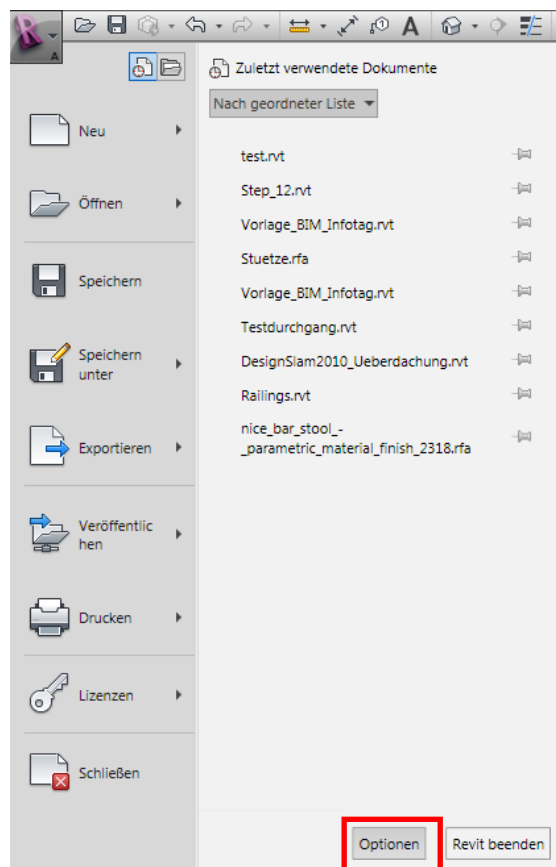 A
A
Zuletzt verwendete Dokumente
Nach geordneter Liste
Neu
Öffnen
Speichern
Speichern
unter
Exportieren
Veröffentlic
hen
Drucken
Lizenzen
Schließen
test.rvt
Step_12.rvt
Vorlage_BIM_Infotag.rvt
Stuetze.rfa
Vorlage_BIM_Infotag.rvt
Testdurchgang.rvt
DesignSlam2010_Ueberdachung.rvt
Railings.rvt
nice_bar_stool_-
_parametric_material_finish_2318.rfa
Optionen
Revit beenden